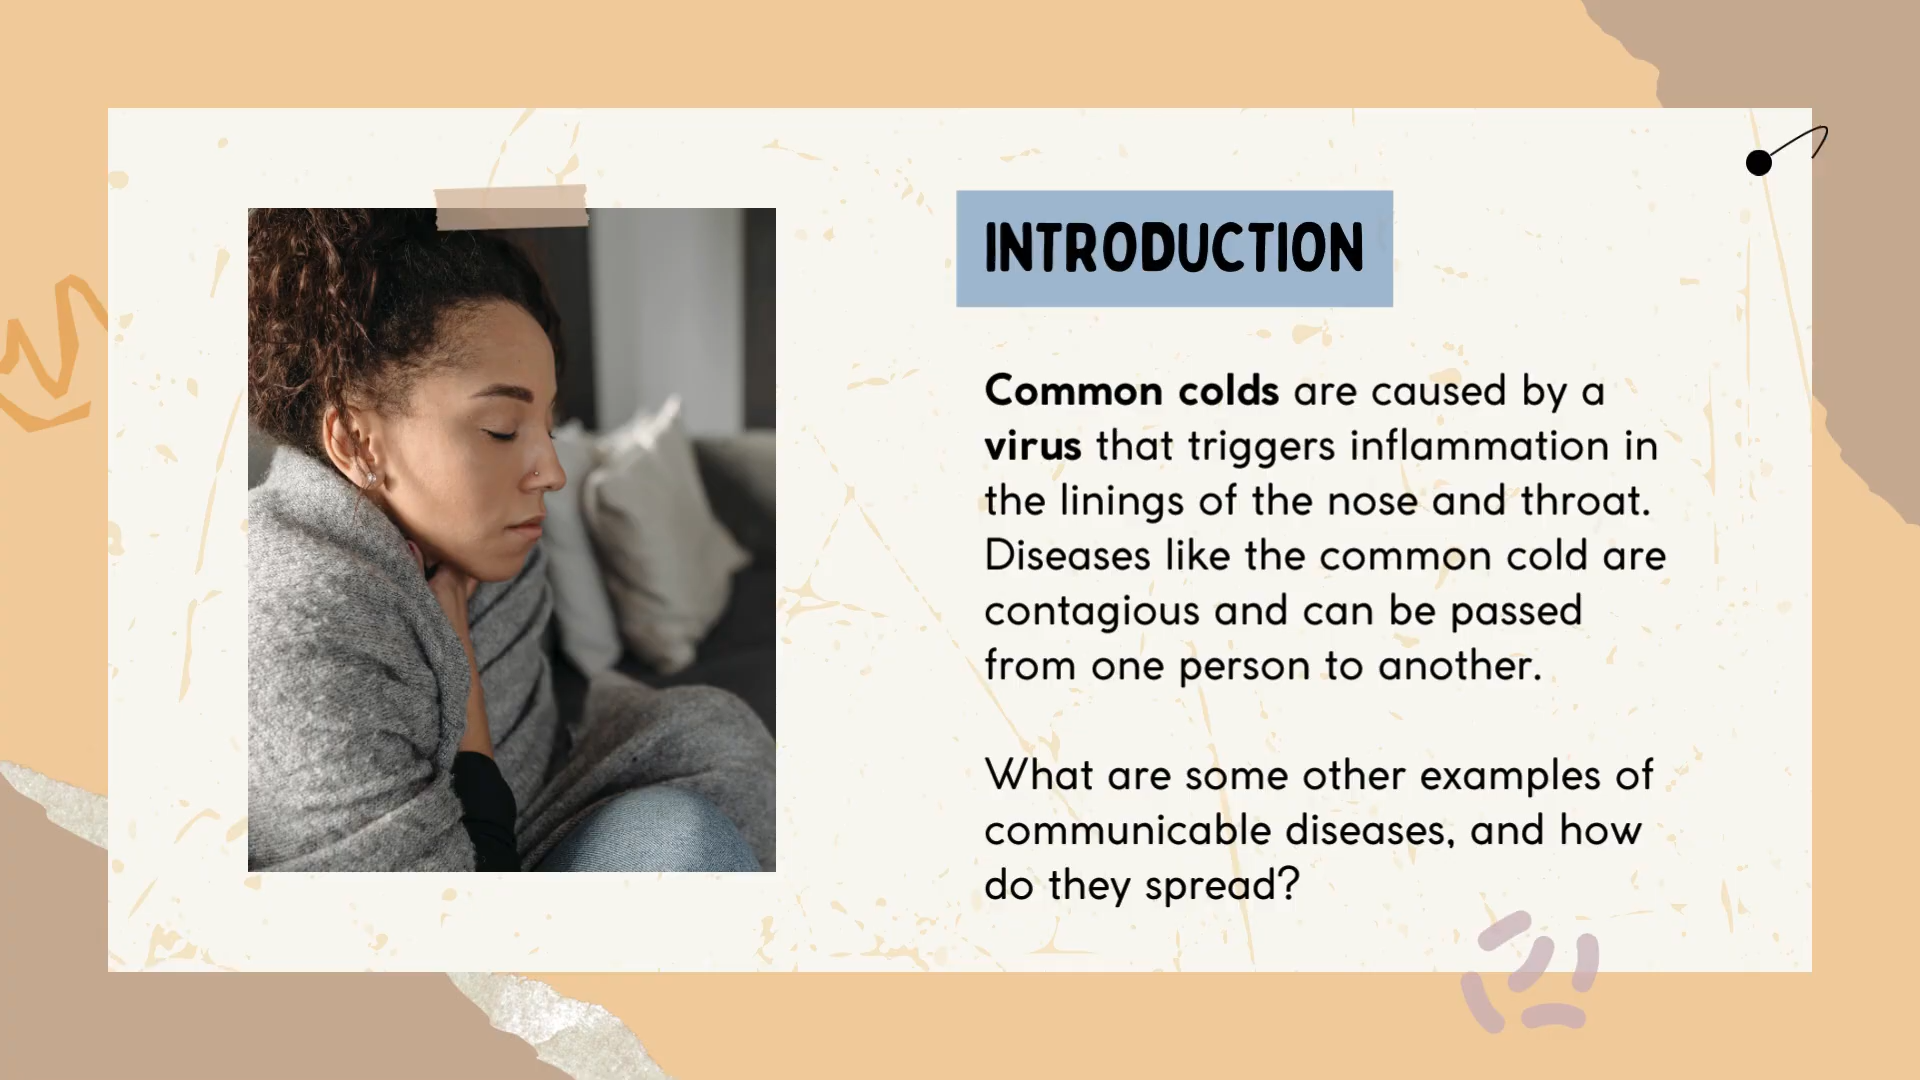 INTRODUCTION
Common colds are caused by a
virus that triggers inflammation in
the linings of the nose and throat.
Diseases like the common cold are
contagious and can be passed
from one person to another.
What are some other examples of
communicable diseases, and how
do they spread?